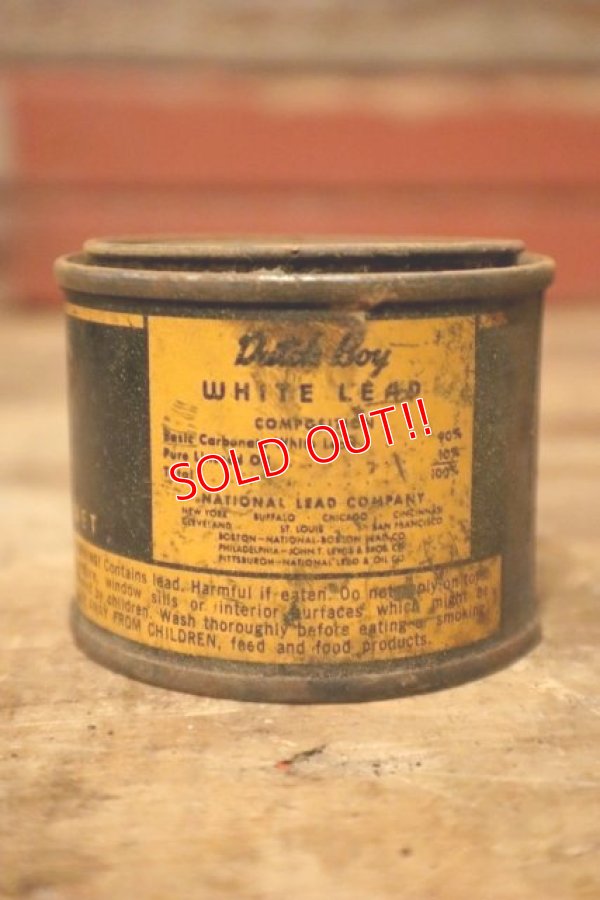 Dutch Boy
WHITE LEAD
COMPOSITION
Basic Carbonate White Lead 90%
Pure Linseed Oil 10%
Total 100%
SOLD OUT!!
NATIONAL LEAD COMPANY
NEW YORK BUFFALO CHICAGO CINCINNATI
CLEVELAND ST. LOUIS SAN FRANCISCO
BOSTON-NATIONAL-BOSTON LEAD CO.
PHILADELPHIA-JOHN T. LEWIS & BROS. CO.
PITTSBURGH-NATIONAL LEAD & OIL CO.
Contains lead. Harmful if eaten. Do not apply on toys,
window sills or interior surfaces which might be
by children. Wash thoroughly before eating or smoking.
FROM CHILDREN, feed and food products.